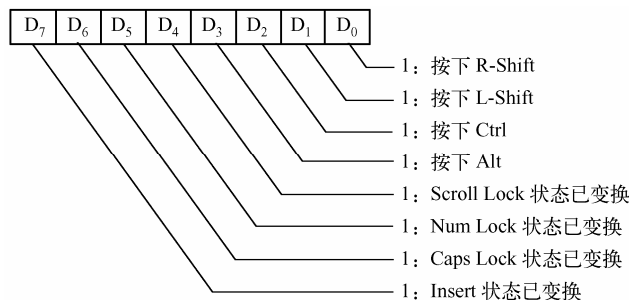 D₇ D₆ D₅ D₄ D₃ D₂ D₁ D₀
1：按下 R-Shift
1：按下 L-Shift
1：按下 Ctrl
1：按下 Alt
1：Scroll Lock 状态已变换
1：Num Lock 状态已变换
1：Caps Lock 状态已变换
1：Insert 状态已变换